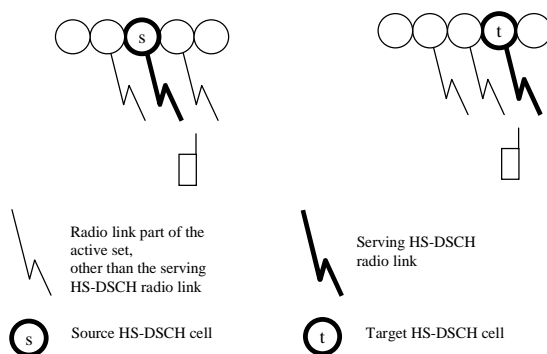 s
t
Radio link part of the
active set,
other than the serving
HS-DSCH radio link
Serving HS-DSCH
radio link
s
Source HS-DSCH cell
t
Target HS-DSCH cell